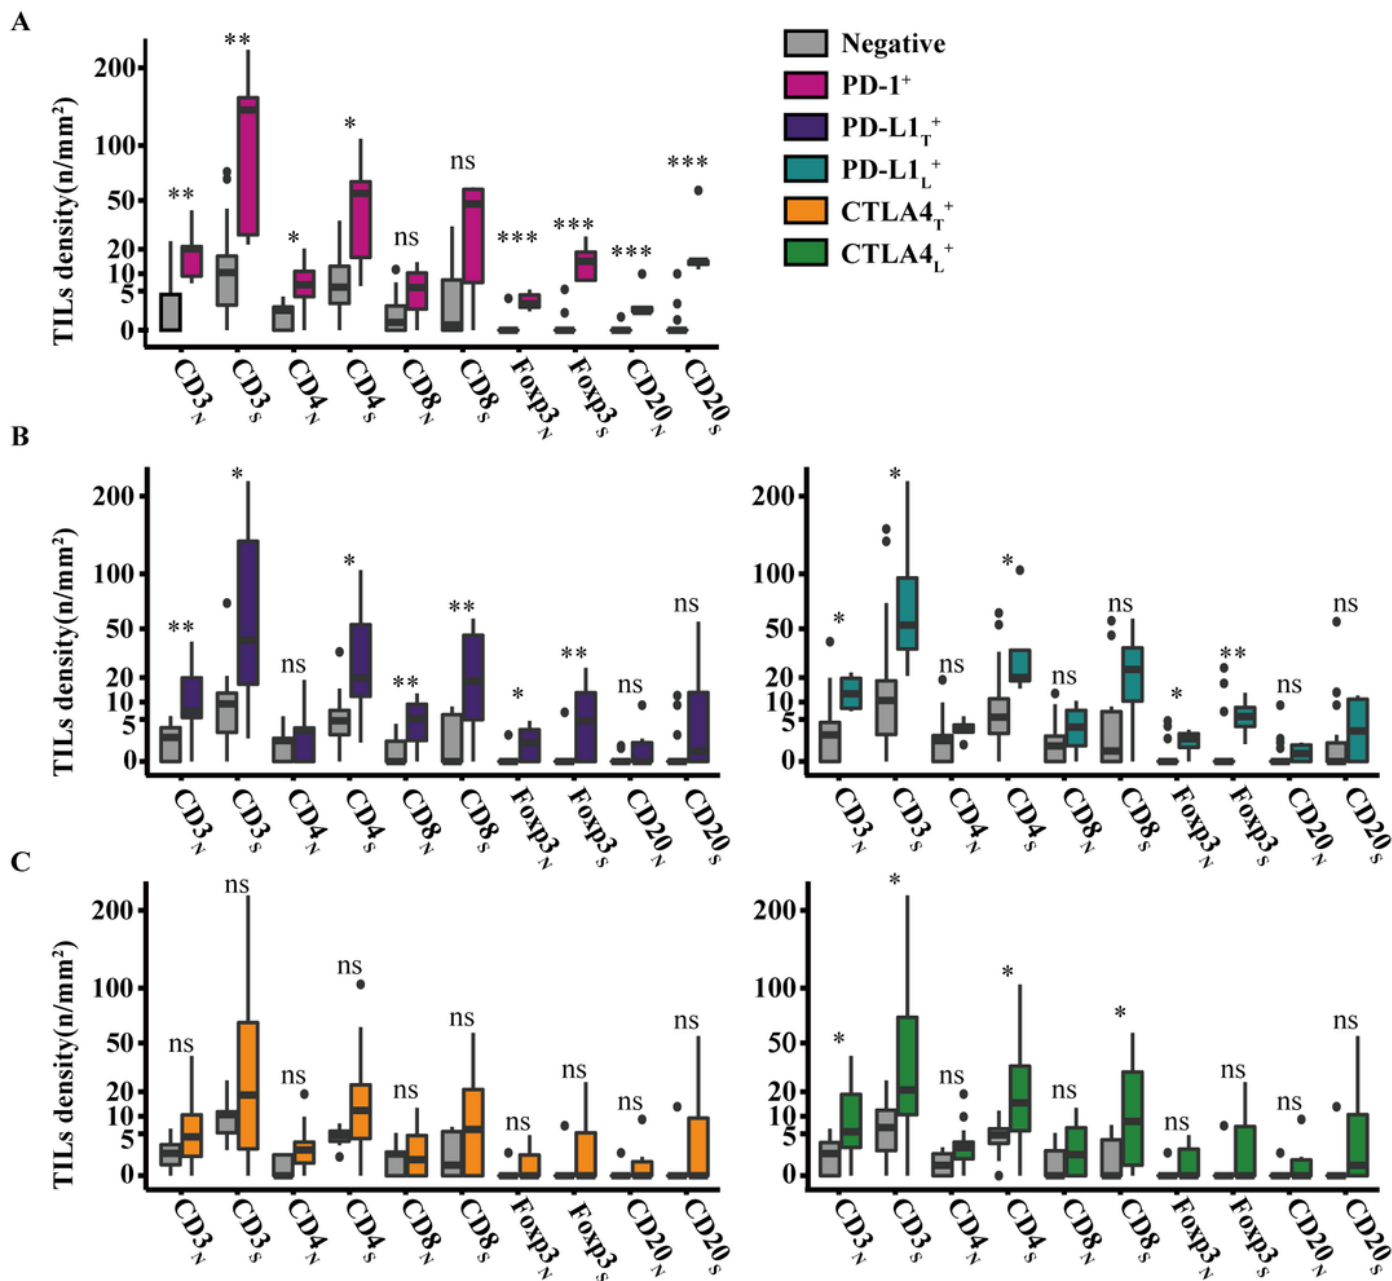 A
TILs density(n/mm²)
200
100
50
20
10
5
0
** ** * * ns ns *** *** *** ***
CD3N CD3S CD4N CD4S CD8N CD8S Foxp3N Foxp3S CD20N CD20S
Negative
PD-1+
PD-L1T+
PD-L1L+
CTLA4T+
CTLA4L+
B
TILs density(n/mm²)
200
100
50
20
10
5
0
** * ns * ** ** * ** ns ns
CD3N CD3S CD4N CD4S CD8N CD8S Foxp3N Foxp3S CD20N CD20S
200
100
50
20
10
5
0
* * ns * ns ns * ** ns ns
CD3N CD3S CD4N CD4S CD8N CD8S Foxp3N Foxp3S CD20N CD20S
C
TILs density(n/mm²)
200
100
50
20
10
5
0
ns ns ns ns ns ns ns ns ns ns
CD3N CD3S CD4N CD4S CD8N CD8S Foxp3N Foxp3S CD20N CD20S
200
100
50
20
10
5
0
* * ns * ns * ns ns ns ns
CD3N CD3S CD4N CD4S CD8N CD8S Foxp3N Foxp3S CD20N CD20S